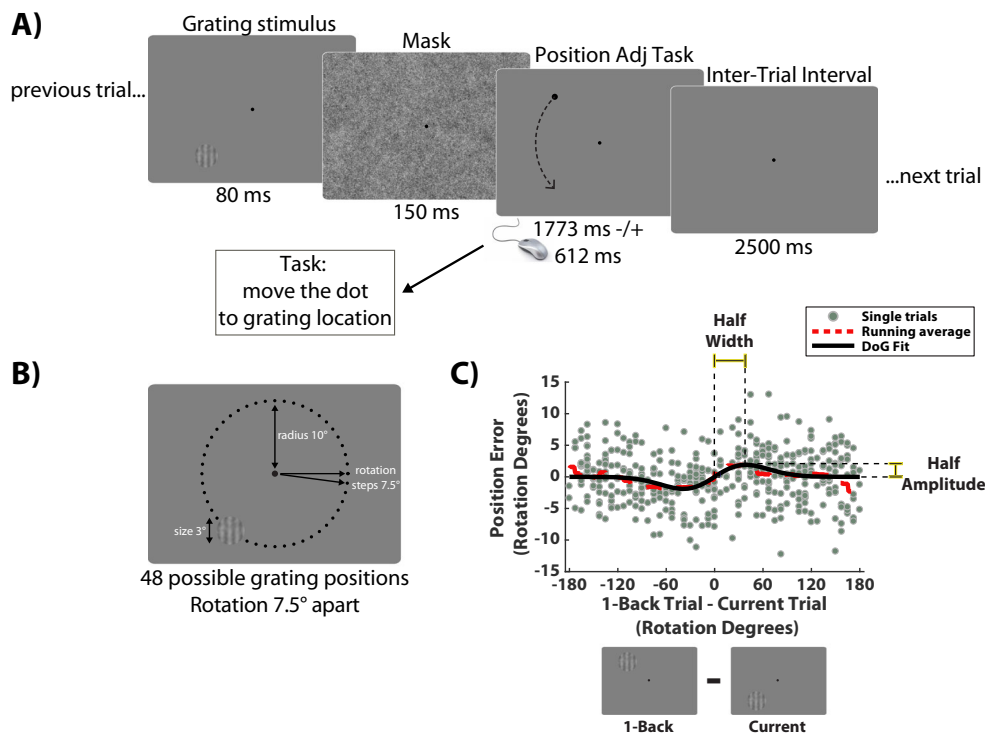 A)
Grating stimulus
Mask
Position Adj Task
Inter-Trial Interval
previous trial...
...next trial
80 ms
150 ms
1773 ms -/+
612 ms
2500 ms
Task:
move the dot
to grating location
B)
radius 10°
rotation
steps 7.5°
size 3°
48 possible grating positions
Rotation 7.5° apart
C)
Single trials
Running average
DoG Fit
Half
Width
Half
Amplitude
Position Error
(Rotation Degrees)
15
10
5
0
-5
-10
-15
-180
-120
-60
0
60
120
180
1-Back Trial - Current Trial
(Rotation Degrees)
1-Back
Current